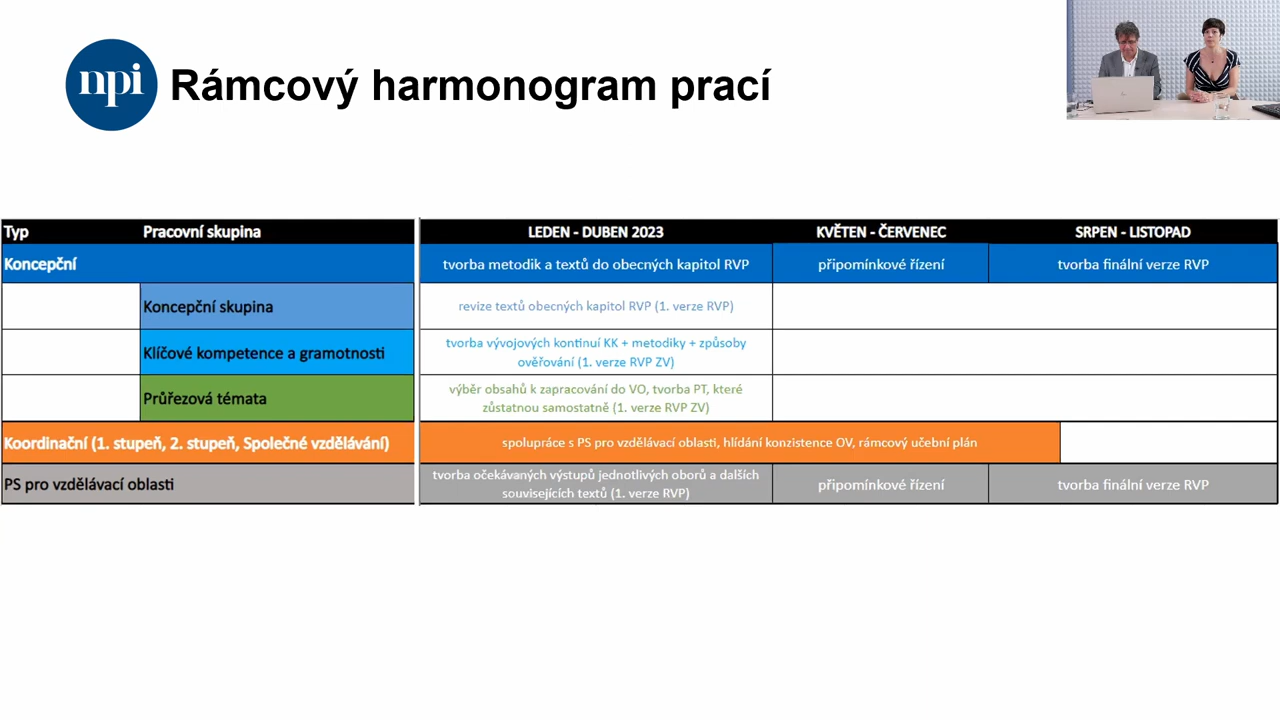 npi
Rámcový harmonogram prací
Typ Pracovní skupina LEDEN - DUBEN 2023 KVĚTEN - ČERVENEC SRPEN - LISTOPAD
Koncepční tvorba metodik a textů do obecných kapitol RVP připomínkové řízení tvorba finální verze RVP
Koncepční skupina revize textů obecných kapitol RVP (1. verze RVP)
Klíčové kompetence a gramotnosti tvorba vývojových kontinuí KK + metodiky + způsoby
ověřování (1. verze RVP ZV)
Průřezová témata výběr obsahů k zapracování do VO, tvorba PT, které
zůstatnou samostatně (1. verze RVP ZV)
Koordinační (1. stupeň, 2. stupeň, Společné vzdělávání) spolupráce s PS pro vzdělávací oblasti, hlídání konzistence OV, rámcový učební plán
PS pro vzdělávací oblasti tvorba očekávaných výstupů jednotlivých oborů a dalších
souvisejících textů (1. verze RVP) připomínkové řízení tvorba finální verze RVP